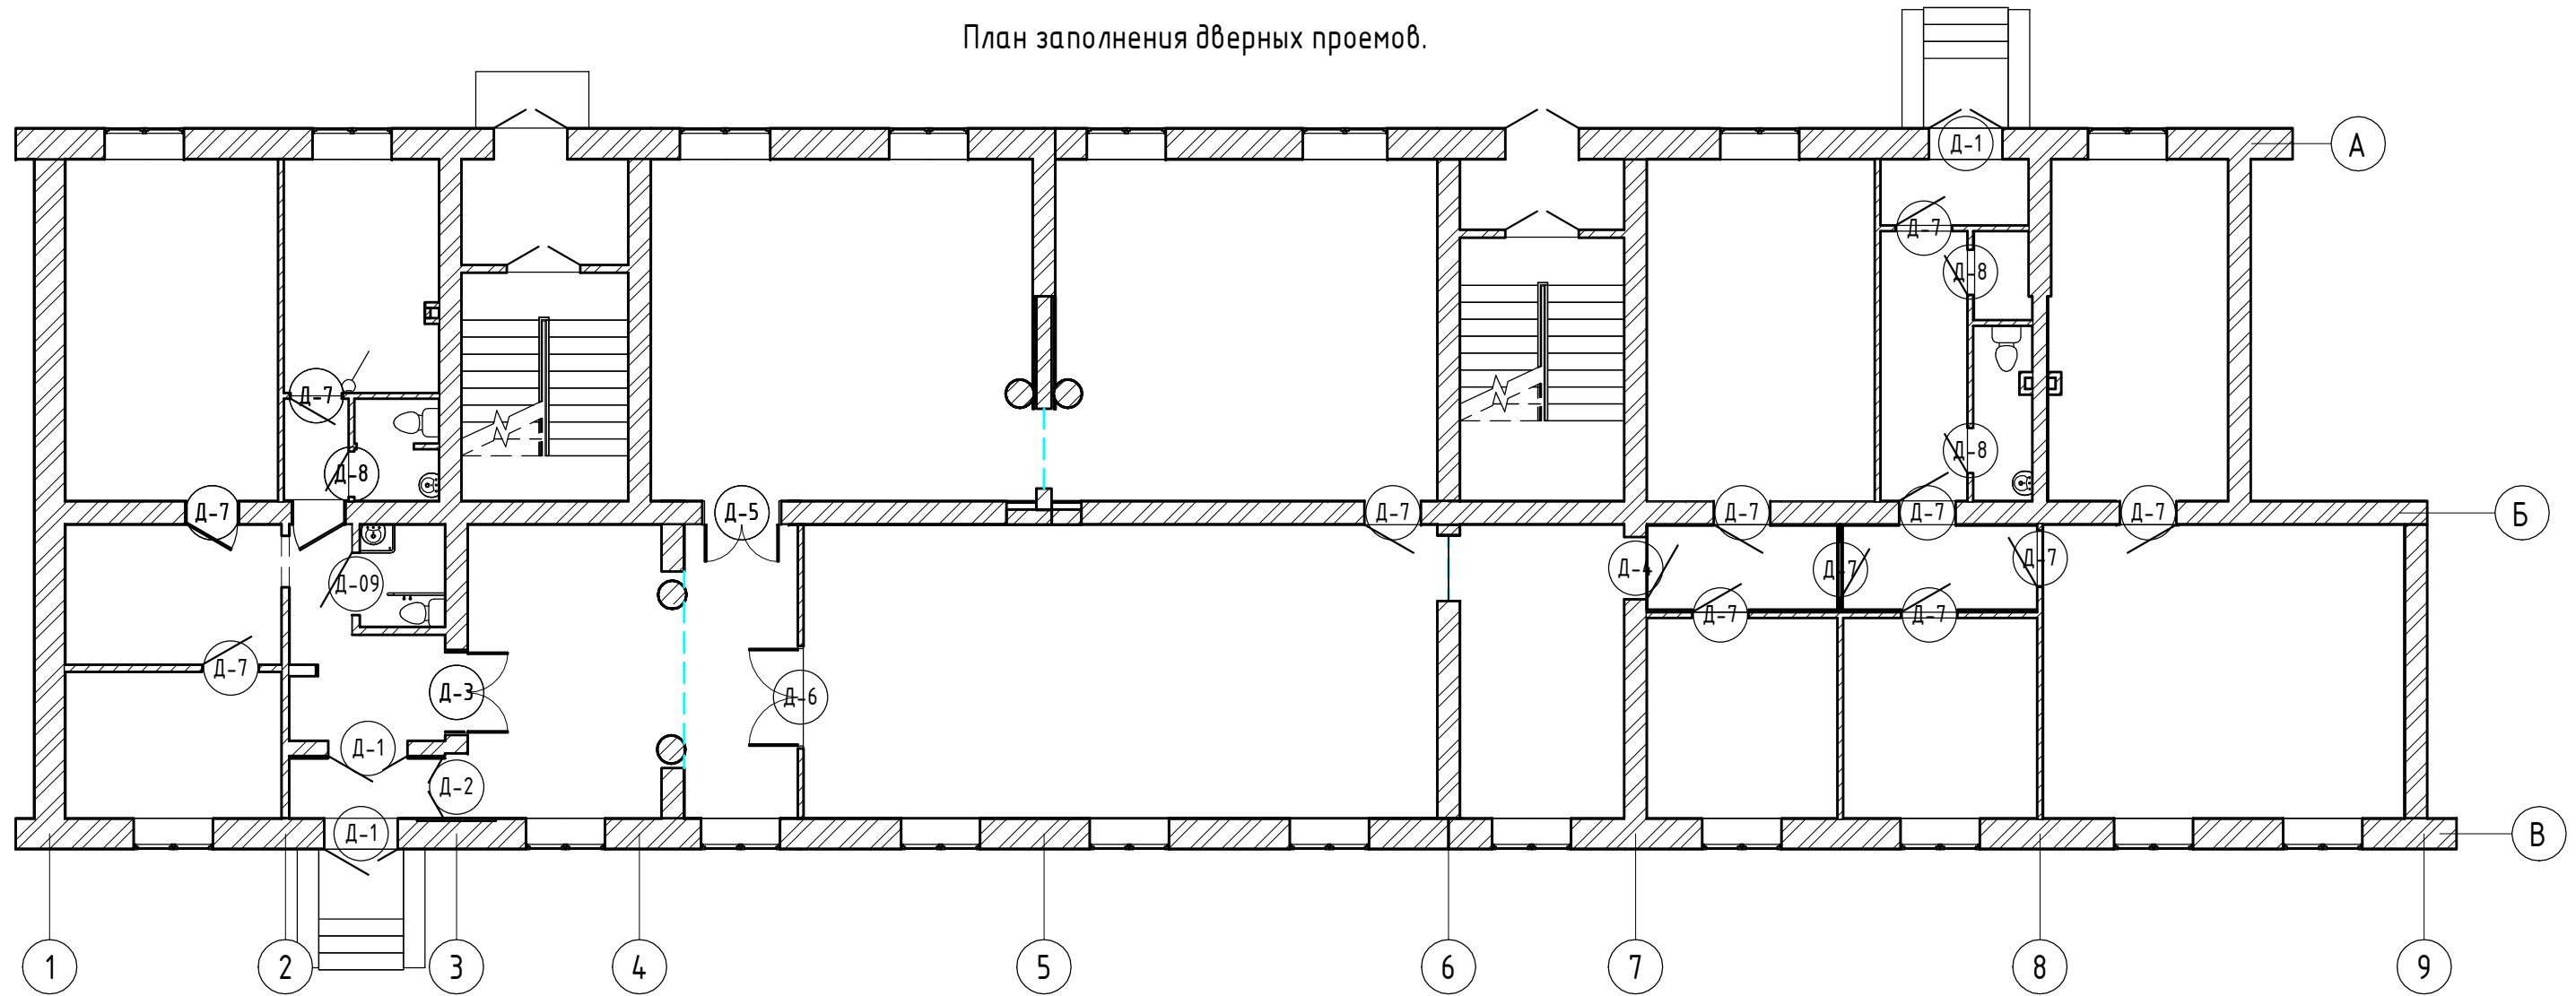 План заполнения дверных проемов.
Д-1
А
Д-7
Д-8
Д-7
Д-8
Д-8
Д-7
Д-5
Д-7
Д-7
Д-7
Д-7
Б
Д-09
Д-4
Д-7
Д-7
Д-7
Д-7
Д-7
Д-3
Д-6
Д-1
Д-2
Д-1
В
1
2
3
4
5
6
7
8
9